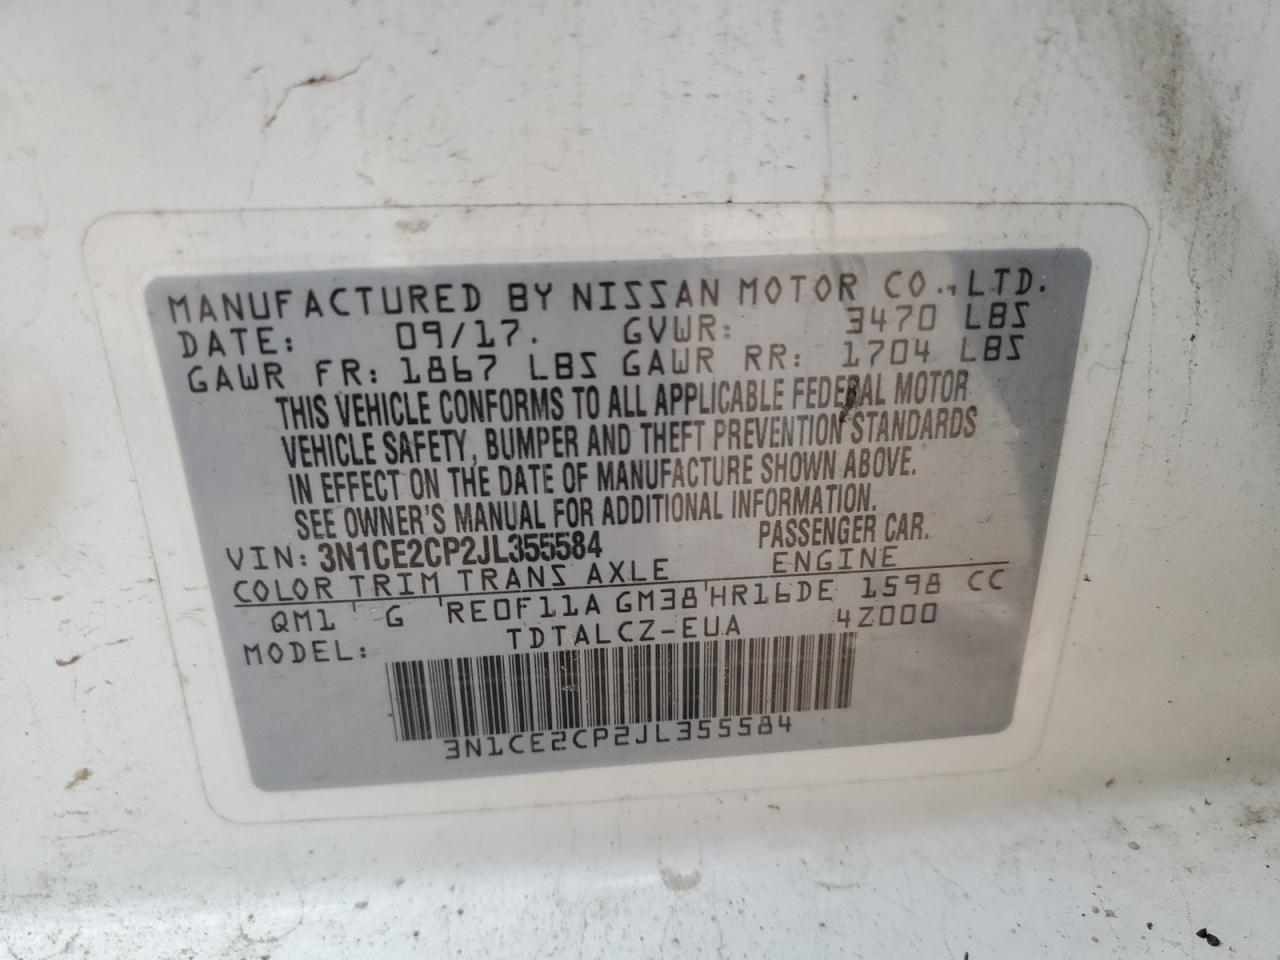 MANUFACTURED BY NISSAN MOTOR CO., LTD.
DATE: 09/17. GVWR: 3470 LBS
GAWR FR: 1867 LBS GAWR RR: 1704 LBS
THIS VEHICLE CONFORMS TO ALL APPLICABLE FEDERAL MOTOR
VEHICLE SAFETY, BUMPER AND THEFT PREVENTION STANDARDS
IN EFFECT ON THE DATE OF MANUFACTURE SHOWN ABOVE.
SEE OWNER'S MANUAL FOR ADDITIONAL INFORMATION.
VIN: 3N1CE2CP2JL355584 PASSENGER CAR.
COLOR TRIM TRANS AXLE ENGINE
QM1 ' G 'RE0F11A GM38'HR16DE 1598 CC
MODEL: TDTALCZ-EUA 4Z000
3N1CE2CP2JL355584